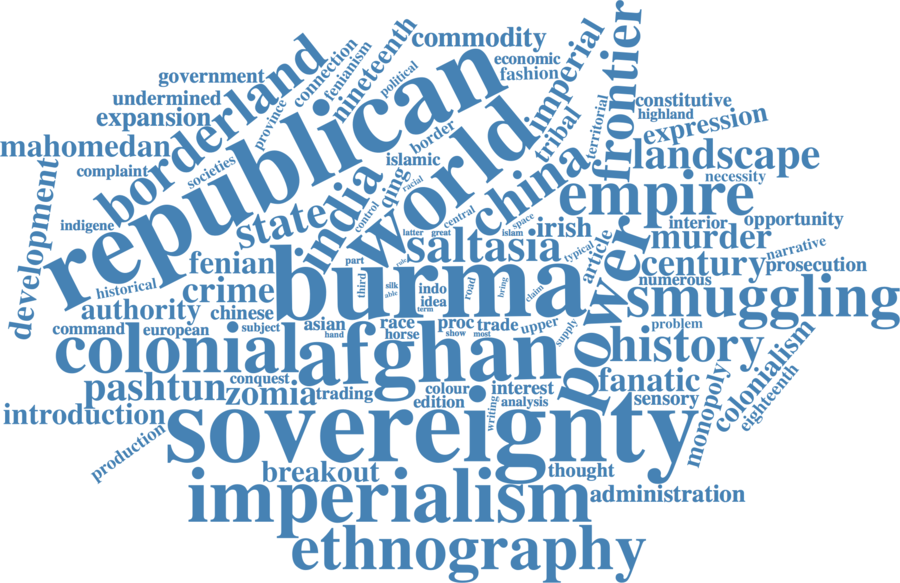 commodity
government
borderland
connection
fenianism
nineteenth
political
economic
fashion
imperial
frontier
undermined
expansion
province
republican
world
border
tribal
territorial
constitutive
highland
expression
mahomedan
complaint
societies
islamic
qing
racial
china
landscape
necessity
development
indigene
state
india
control
central
latter
great
islam
space
empire
irish
interior
opportunity
saltasia
typical
article
power
murder
narrative
historical
fenian
burma
part
third
silk
able
indo
idea
term
road
bring
claim
century
prosecution
numerous
crime
smuggling
authority
chinese
command
european
subject
asian
hand
race
horse
proc
show
trade
most
upper
supply
problem
colonial
afghan
history
colonialism
pashtun
conquest
zomia
trading
colour
edition
interest
analysis
fanatic
sensory
monopoly
eighteenth
introduction
sovereignty
writing
production
breakout
thought
imperialism
administration
ethnography